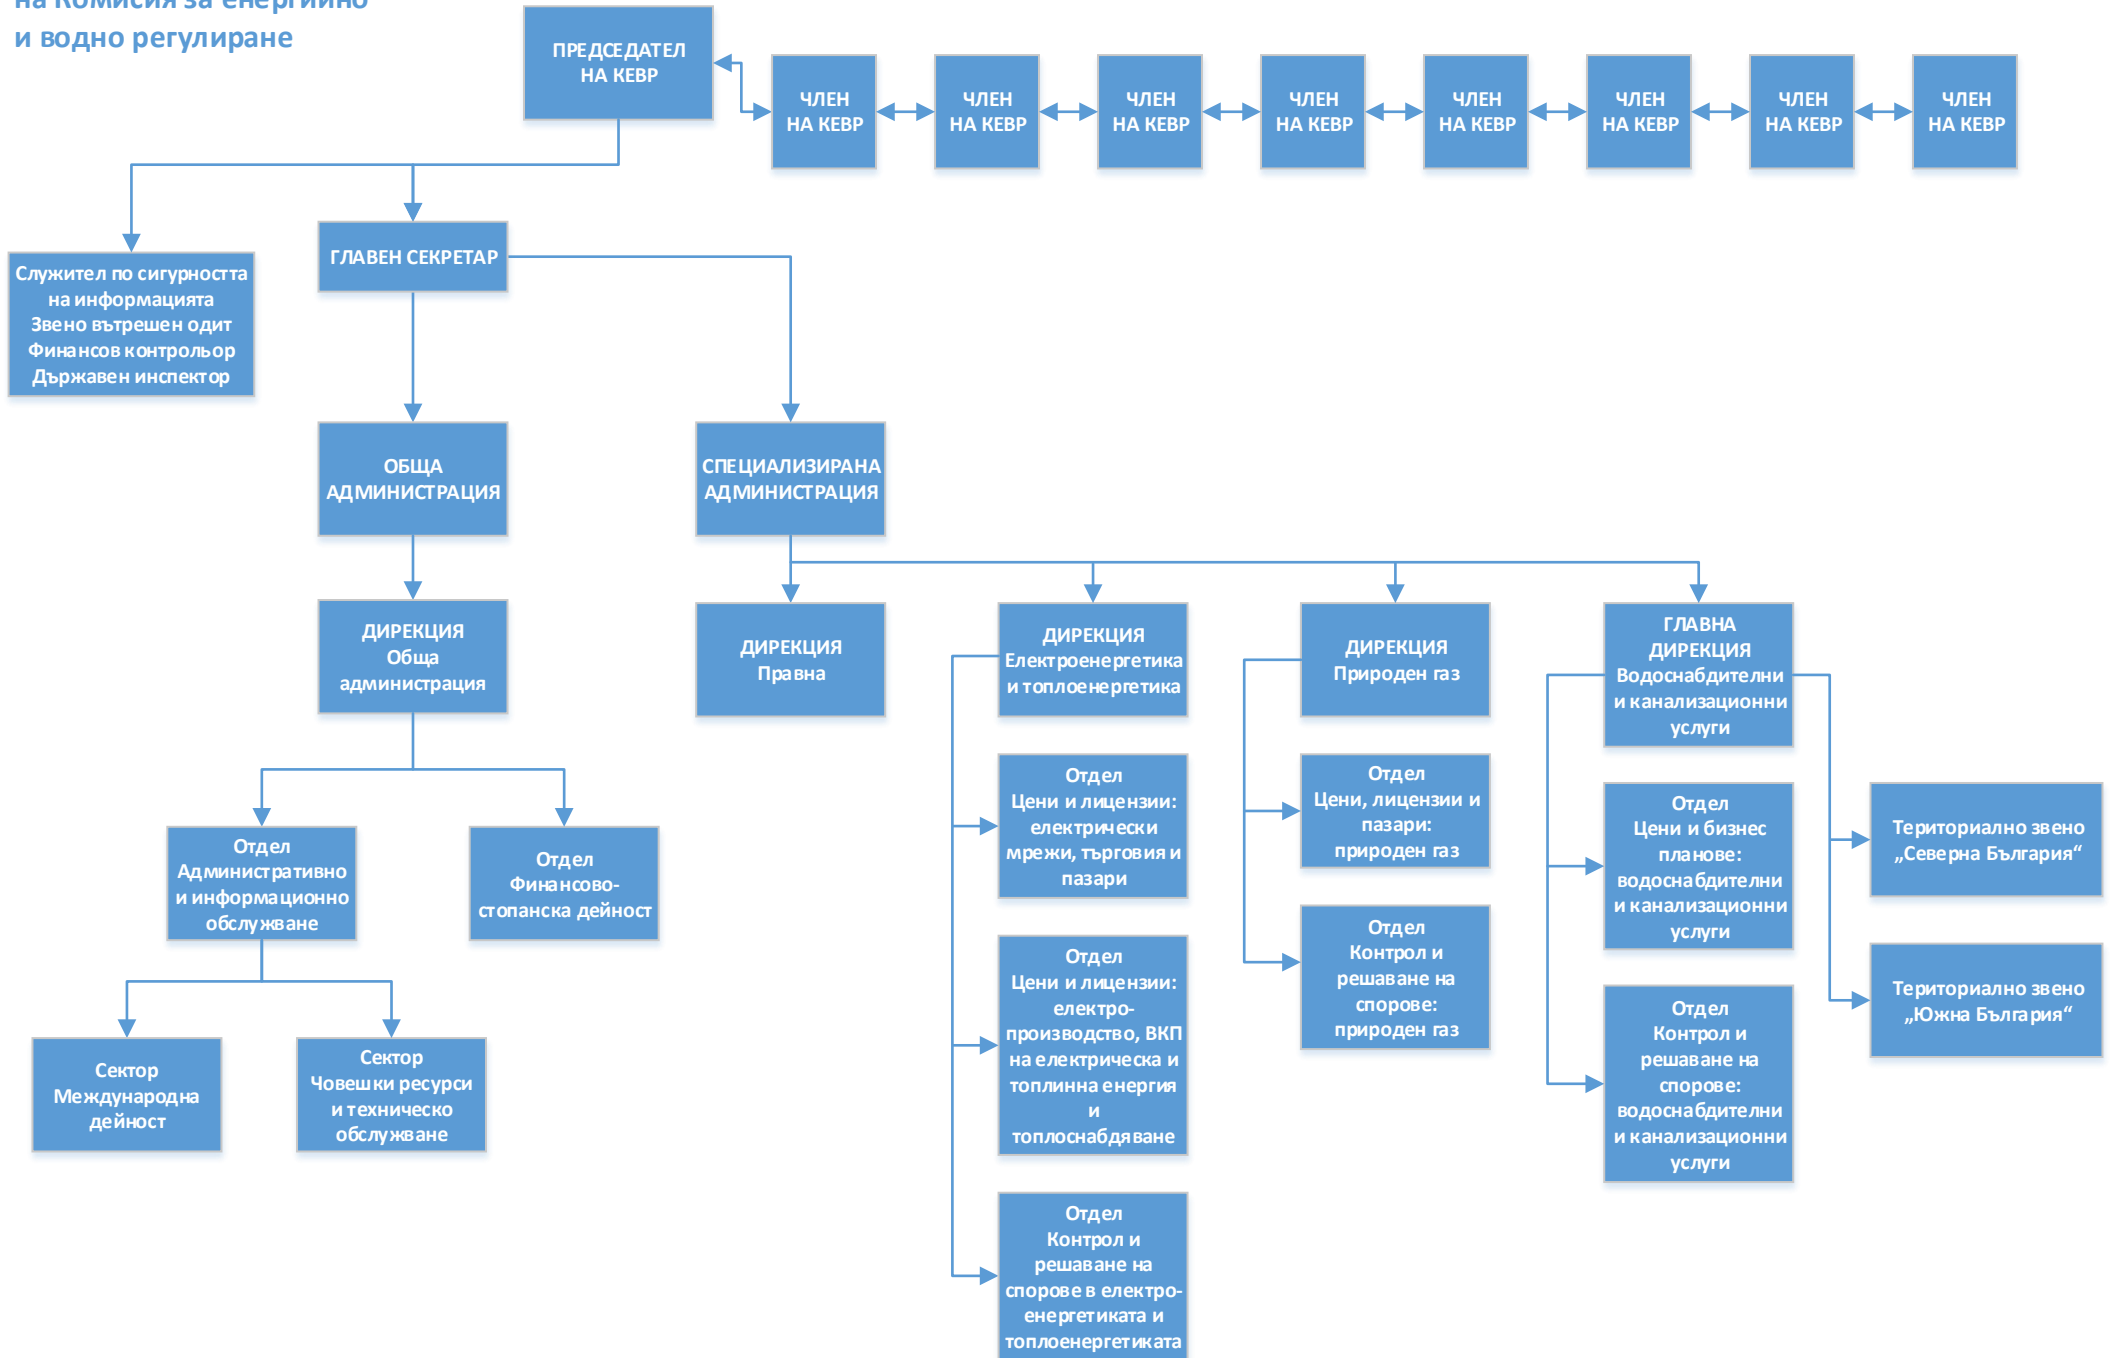 на Комисия за енергийно
и водно регулиране
ПРЕДСЕДАТЕЛ
НА КЕВР
ЧЛЕН
НА КЕВР
ЧЛЕН
НА КЕВР
ЧЛЕН
НА КЕВР
ЧЛЕН
НА КЕВР
ЧЛЕН
НА КЕВР
ЧЛЕН
НА КЕВР
ЧЛЕН
НА КЕВР
ЧЛЕН
НА КЕВР
Служител по сигурността
на информацията
Звено вътрешен одит
Финансов контрольор
Държавен инспектор
ГЛАВЕН СЕКРЕТАР
ОБЩА
АДМИНИСТРАЦИЯ
СПЕЦИАЛИЗИРАНА
АДМИНИСТРАЦИЯ
ДИРЕКЦИЯ
Обща
администрация
ДИРЕКЦИЯ
Правна
ДИРЕКЦИЯ
Електроенергетика
и топлоенергетика
ДИРЕКЦИЯ
Природен газ
ГЛАВНА
ДИРЕКЦИЯ
Водоснабдителни
и канализационни
услуги
Отдел
Административно
и информационно
обслужване
Отдел
Финансово-
стопанска дейност
Сектор
Международна
дейност
Сектор
Човешки ресурси
и техническо
обслужване
Отдел
Цени и лицензии:
електрически
мрежи, търговия и
пазари
Отдел
Цени и лицензии:
електро-
производство, ВКП
на електрическа и
топлинна енергия
и
топлоснабдяване
Отдел
Контрол и
решаване на
спорове в електро-
енергетиката и
топлоенергетиката
Отдел
Цени, лицензии и
пазари:
природен газ
Отдел
Контрол и
решаване на
спорове:
природен газ
Отдел
Цени и бизнес
планове:
водоснабдителни
и канализационни
услуги
Отдел
Контрол и
решаване на
спорове:
водоснабдителни
и канализационни
услуги
Териториално звено
„Северна България“
Териториално звено
„Южна България“